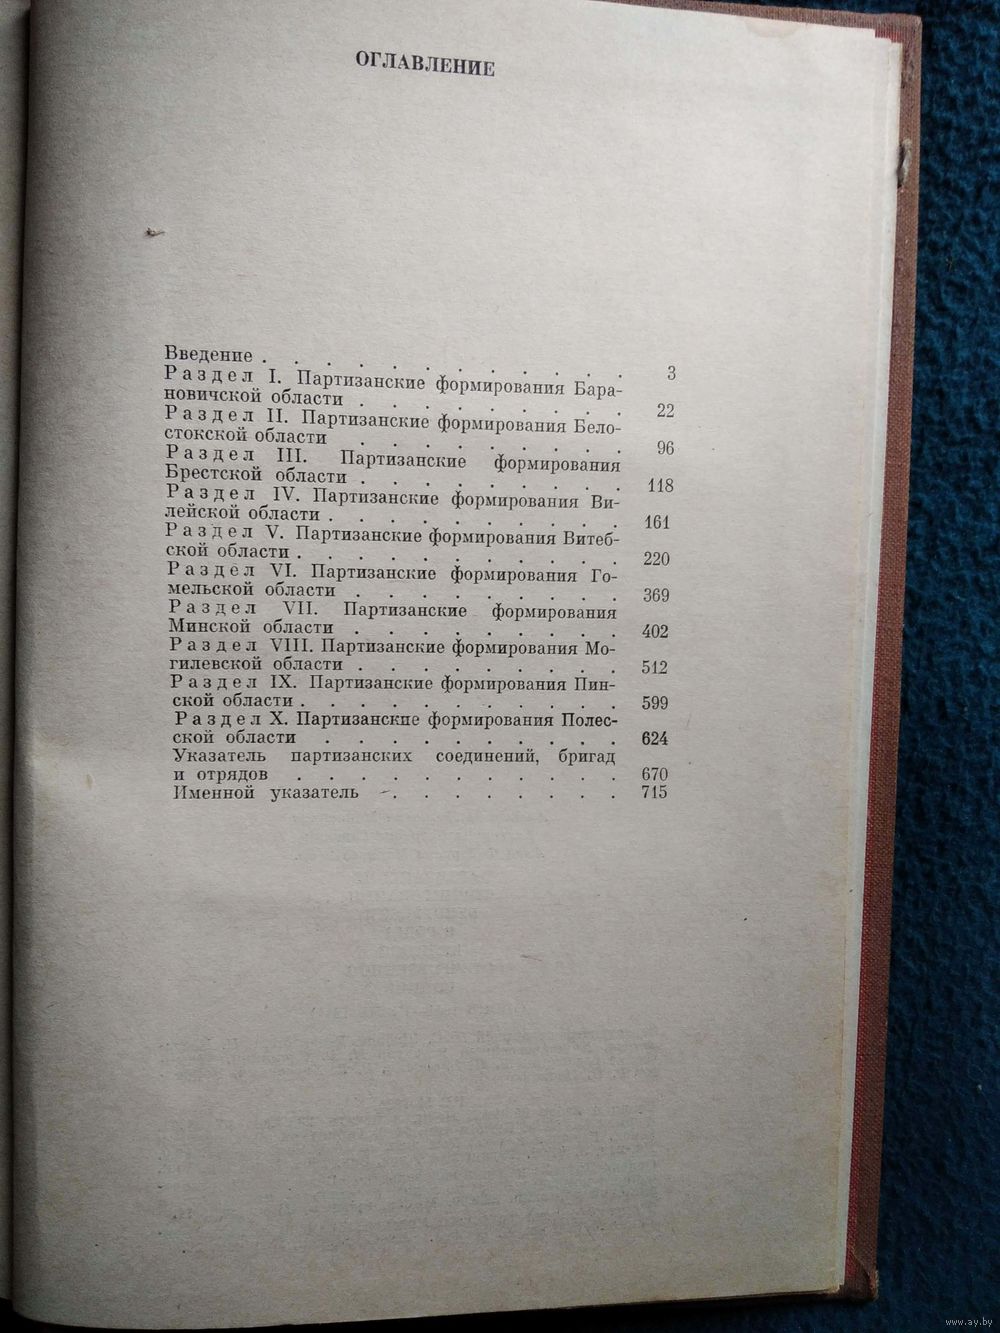 ОГЛАВЛЕНИЕ
Введение . . . . . . . . . . . . 3
Раздел I. Партизанские формирования Бара-
новичской области . . . . . . . . . 22
Раздел II. Партизанские формирования Бело-
стокской области . . . . . . . . . 96
Раздел III. Партизанские формирования
Брестской области . . . . . . . . . 118
Раздел IV. Партизанские формирования Ви-
лейской области . . . . . . . . . . 161
Раздел V. Партизанские формирования Витеб-
ской области . . . . . . . . . . . 220
Раздел VI. Партизанские формирования Го-
мельской области . . . . . . . . . 369
Раздел VII. Партизанские формирования
Минской области . . . . . . . . . 402
Раздел VIII. Партизанские формирования Мо-
гилевской области . . . . . . . . . 512
Раздел IX. Партизанские формирования Пин-
ской области . . . . . . . . . . . 599
Раздел X. Партизанские формирования Полес-
ской области . . . . . . . . . . 624
Указатель партизанских соединений, бригад
и отрядов . . . . . . . . . . . 670
Именной указатель . . . . . . . . 715
www.ay.by